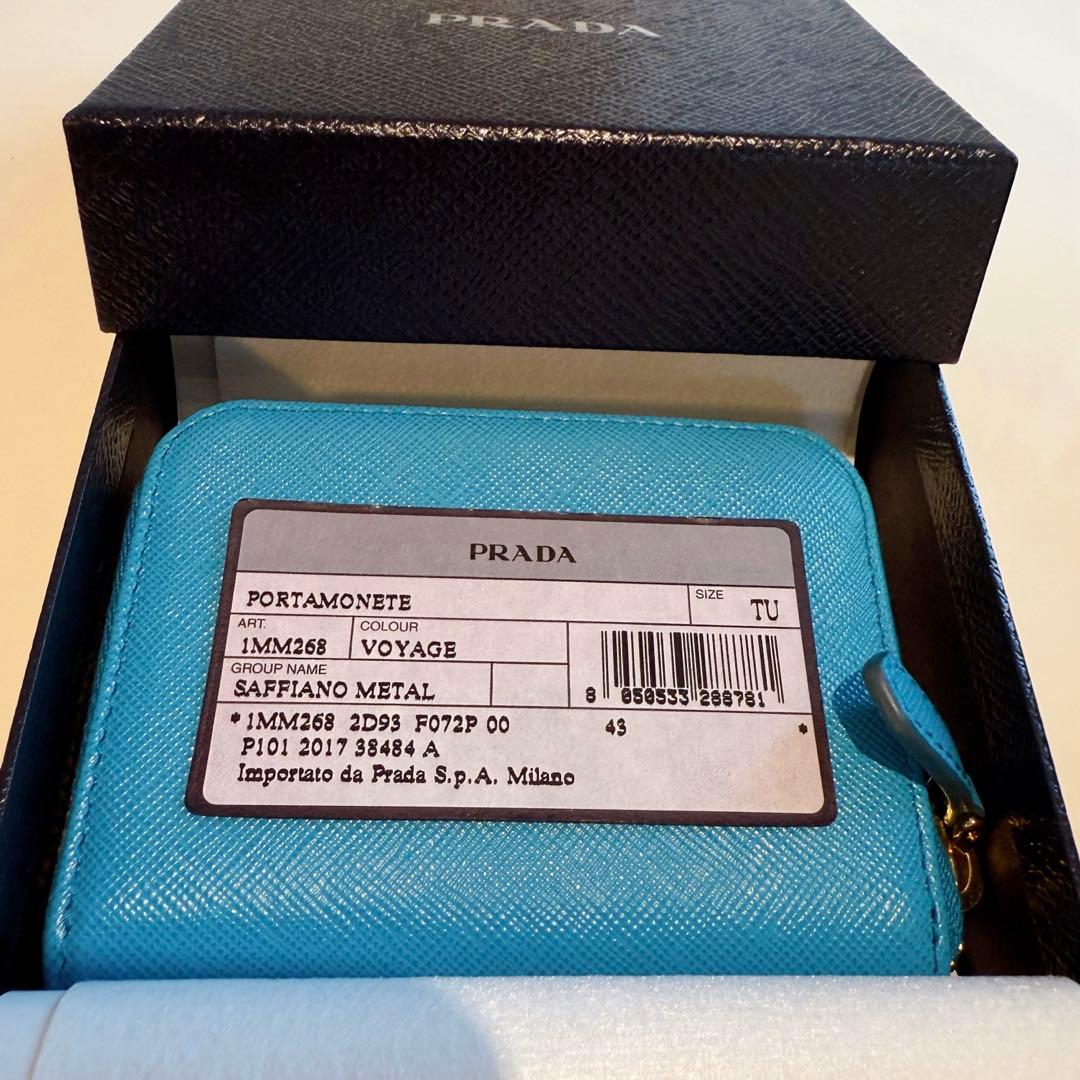 PRADA
PRADA
PORTAMONETE SIZE TU
ART. COLOUR
1MM268 VOYAGE
GROUP NAME
SAFFIANO METAL
8 050533 288781
*1MM268 2D93 F072P 00 43 *
P101 2017 38484 A
Importato da Prada S.p.A. Milano